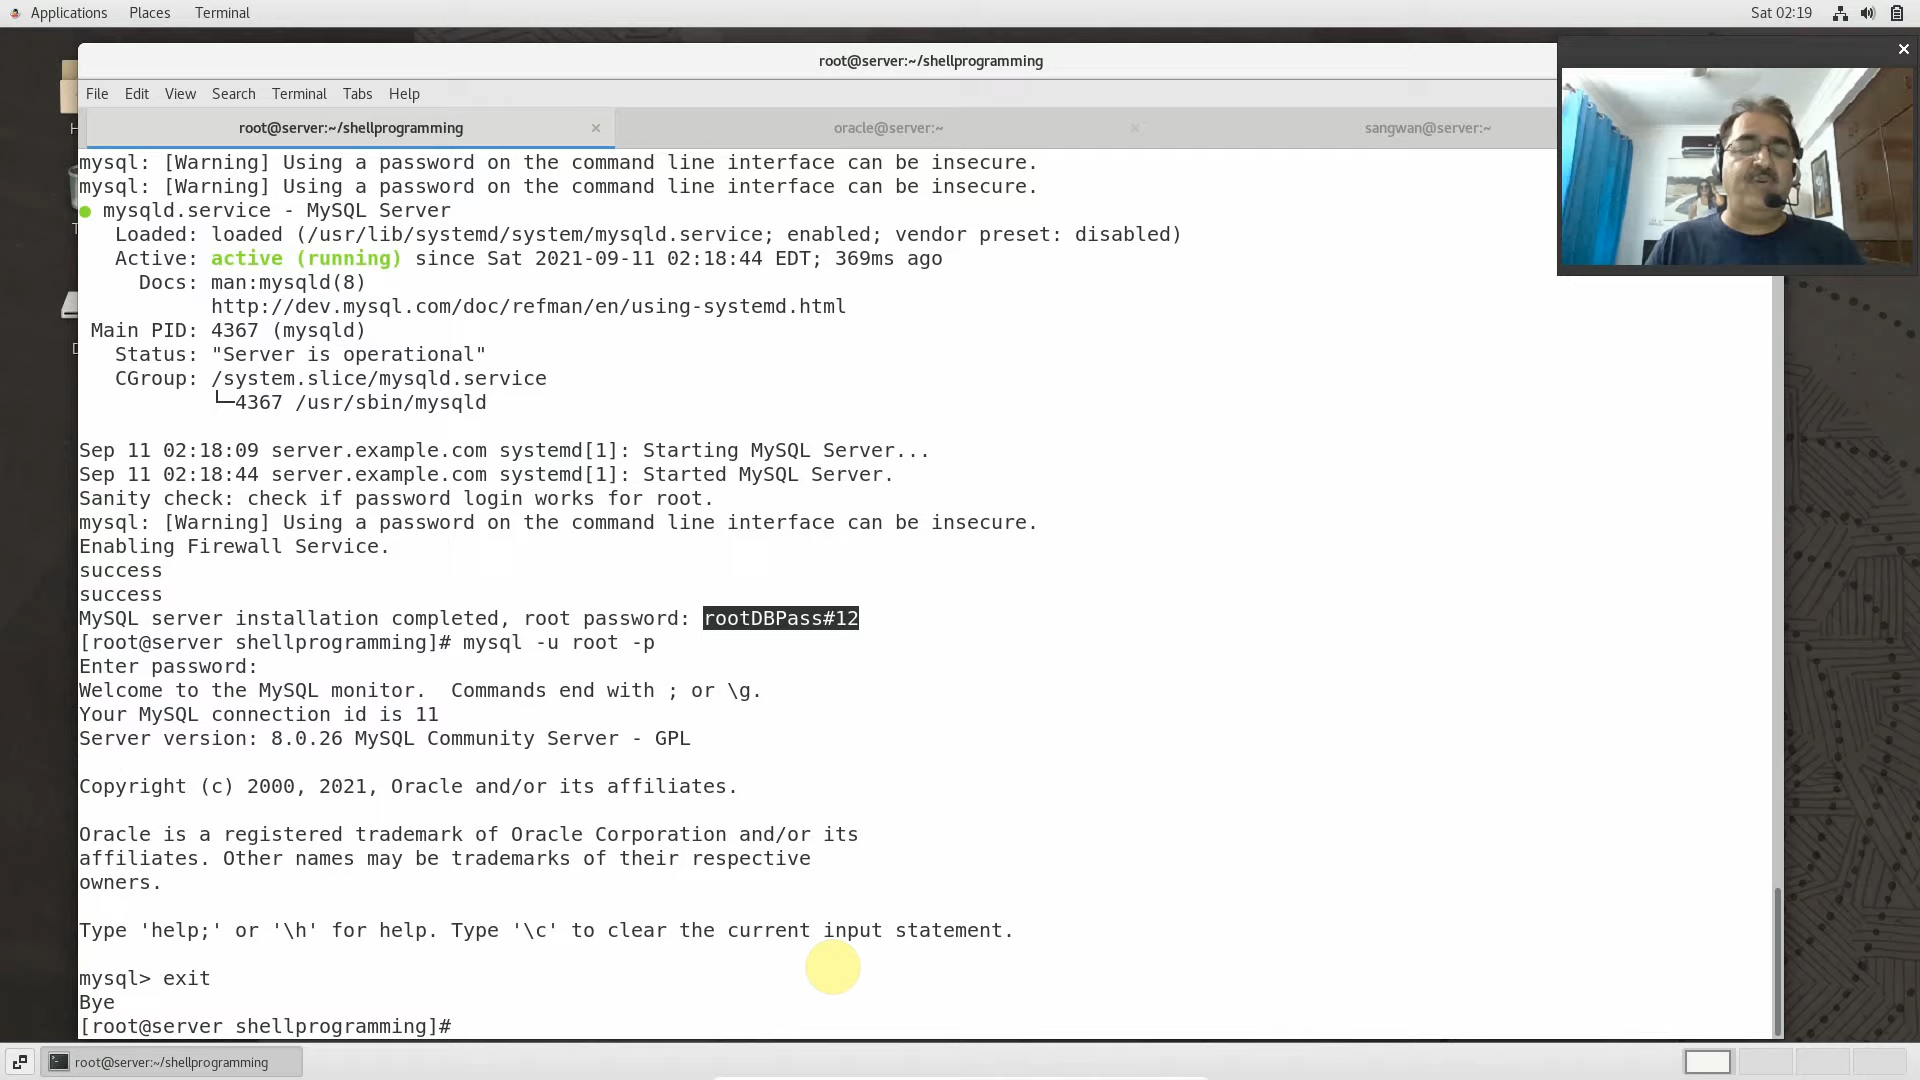 Applications Places Terminal Sat 02:19
root@server:~/shellprogramming
File Edit View Search Terminal Tabs Help
root@server:~/shellprogramming × oracle@server:~ × sangwan@server:~
mysql: [Warning] Using a password on the command line interface can be insecure.
mysql: [Warning] Using a password on the command line interface can be insecure.
● mysqld.service - MySQL Server
Loaded: loaded (/usr/lib/systemd/system/mysqld.service; enabled; vendor preset: disabled)
Active: active (running) since Sat 2021-09-11 02:18:44 EDT; 369ms ago
Docs: man:mysqld(8)
http://dev.mysql.com/doc/refman/en/using-systemd.html
Main PID: 4367 (mysqld)
Status: "Server is operational"
CGroup: /system.slice/mysqld.service
└─4367 /usr/sbin/mysqld
Sep 11 02:18:09 server.example.com systemd[1]: Starting MySQL Server...
Sep 11 02:18:44 server.example.com systemd[1]: Started MySQL Server.
Sanity check: check if password login works for root.
mysql: [Warning] Using a password on the command line interface can be insecure.
Enabling Firewall Service.
success
success
MySQL server installation completed, root password: rootDBPass#12
[root@server shellprogramming]# mysql -u root -p
Enter password:
Welcome to the MySQL monitor.  Commands end with ; or \g.
Your MySQL connection id is 11
Server version: 8.0.26 MySQL Community Server - GPL
Copyright (c) 2000, 2021, Oracle and/or its affiliates.
Oracle is a registered trademark of Oracle Corporation and/or its
affiliates. Other names may be trademarks of their respective
owners.
Type 'help;' or '\h' for help. Type '\c' to clear the current input statement.
mysql> exit
Bye
[root@server shellprogramming]#
root@server:~/shellprogramming